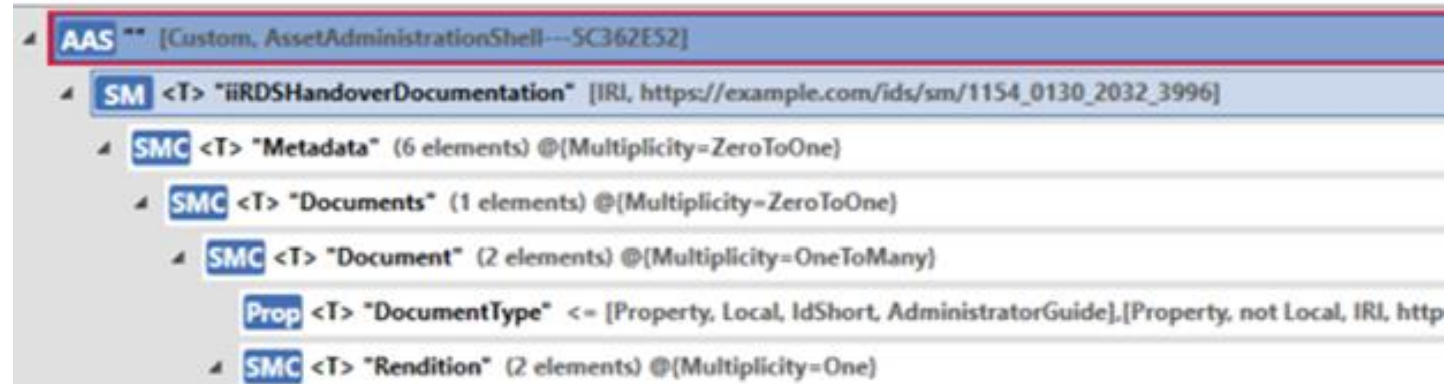 AAS "" [Custom, AssetAdministrationShell---5C362E52]
SM <T> "iiRDSHandoverDocumentation" [IRI, https://example.com/ids/sm/1154_0130_2032_3996]
SMC <T> "Metadata" (6 elements) @{Multiplicity=ZeroToOne}
SMC <T> "Documents" (1 elements) @{Multiplicity=ZeroToOne}
SMC <T> "Document" (2 elements) @{Multiplicity=OneToMany}
Prop <T> "DocumentType" <= [Property, Local, IdShort, AdministratorGuide],[Property, not Local, IRI, http
SMC <T> "Rendition" (2 elements) @{Multiplicity=One}